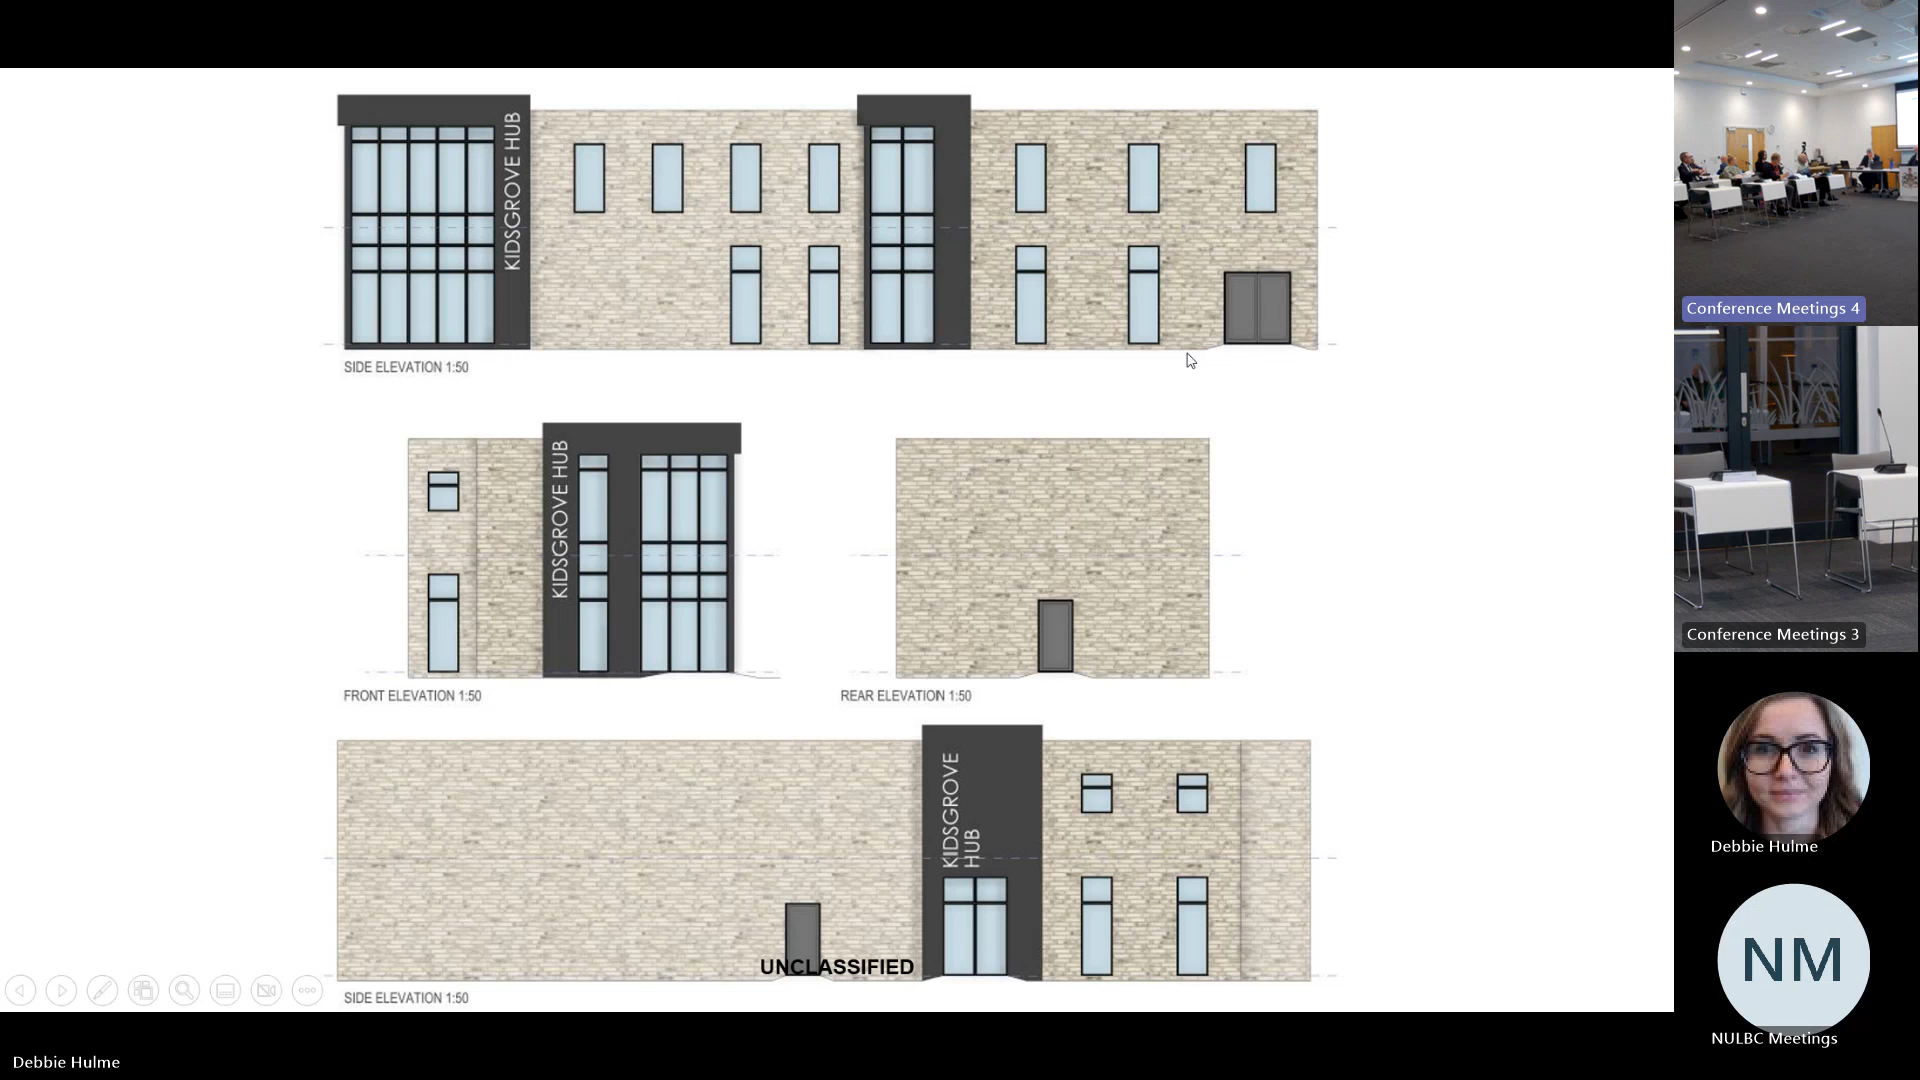 KIDSGROVE HUB
SIDE ELEVATION 1:50
KIDSGROVE HUB
FRONT ELEVATION 1:50
REAR ELEVATION 1:50
KIDSGROVE
HUB
UNCLASSIFIED
SIDE ELEVATION 1:50
Conference Meetings 4
Conference Meetings 3
Debbie Hulme
NM
NULBC Meetings
Debbie Hulme